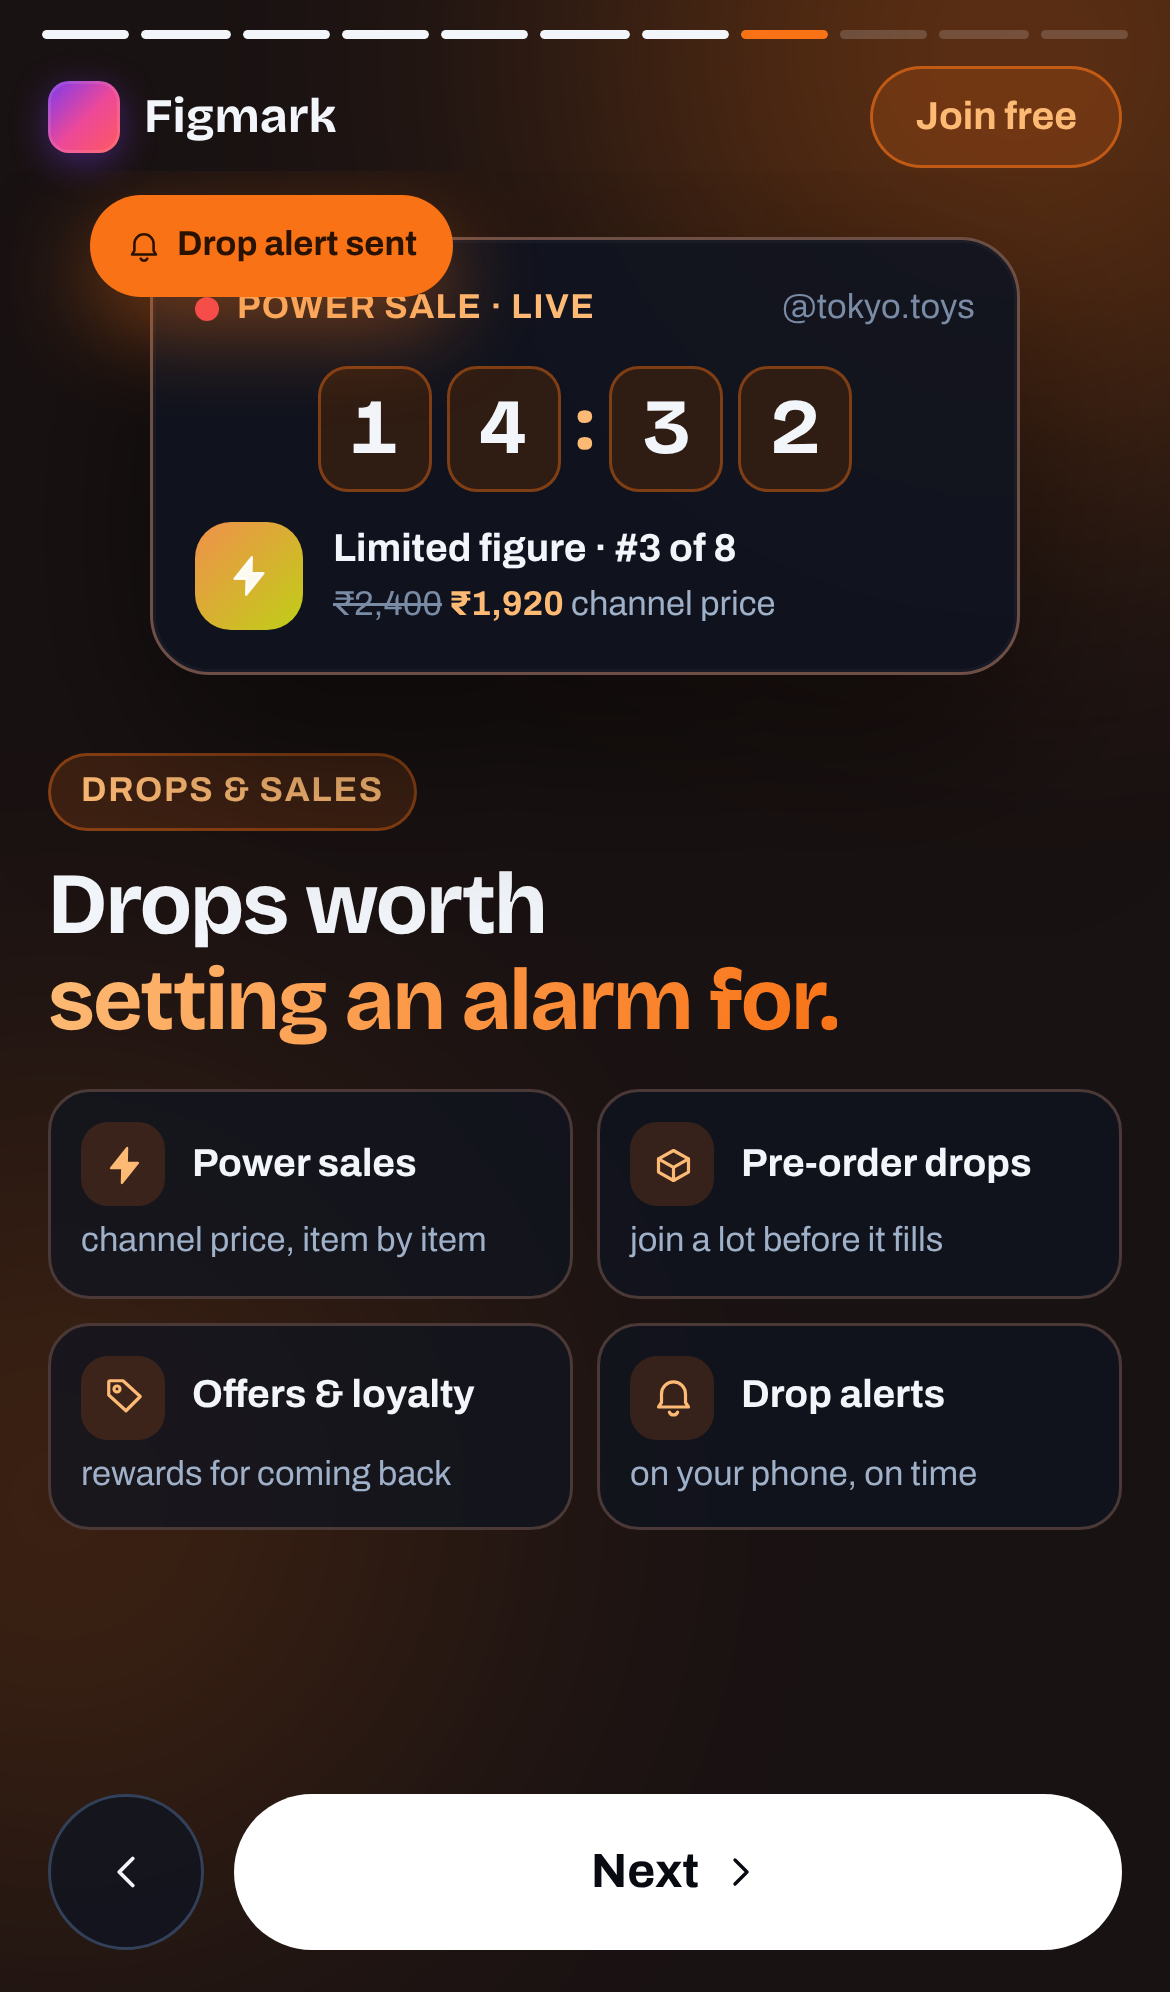 Figmark
Join free
Drop alert sent
POWER SALE · LIVE
@tokyo.toys
14:32
Limited figure · #3 of 8
₹2,400 ₹1,920 channel price
DROPS & SALES
Drops worth
setting an alarm for.
Power sales
channel price, item by item
Pre-order drops
join a lot before it fills
Offers & loyalty
rewards for coming back
Drop alerts
on your phone, on time
Next